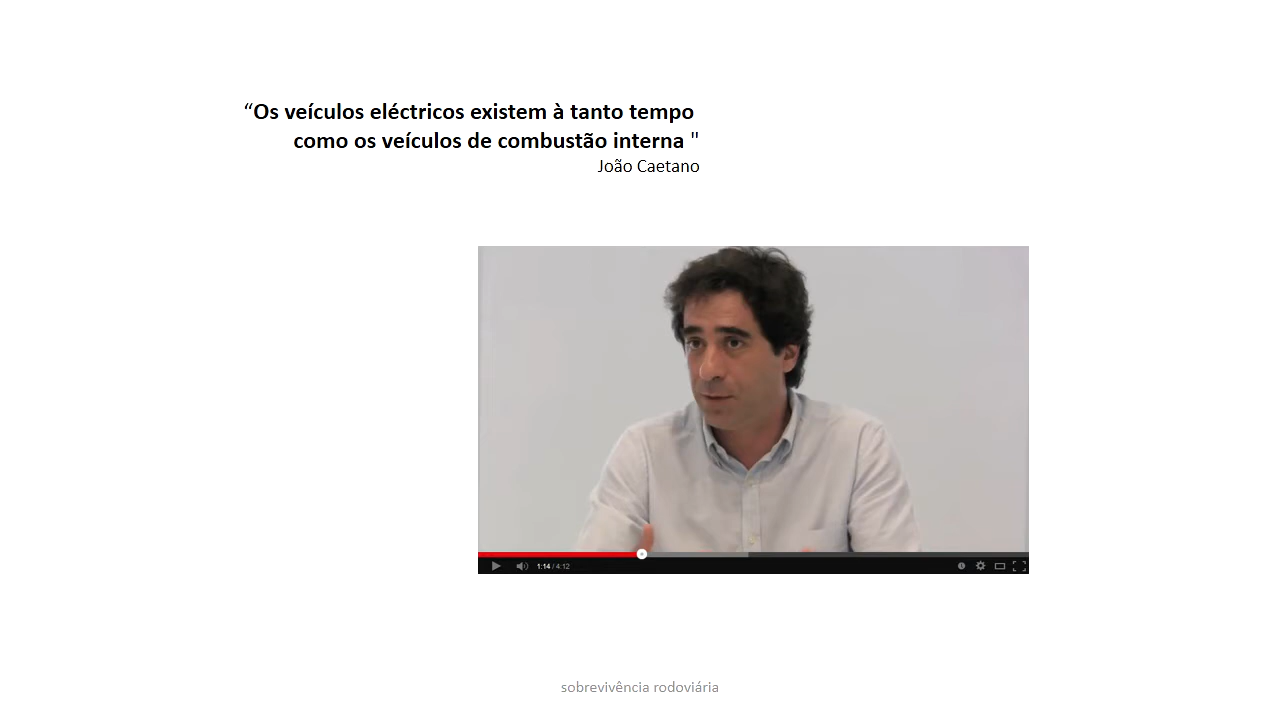 “Os veículos eléctricos existem à tanto tempo
como os veículos de combustão interna "
João Caetano
1:14 / 4:12
sobrevivência rodoviária